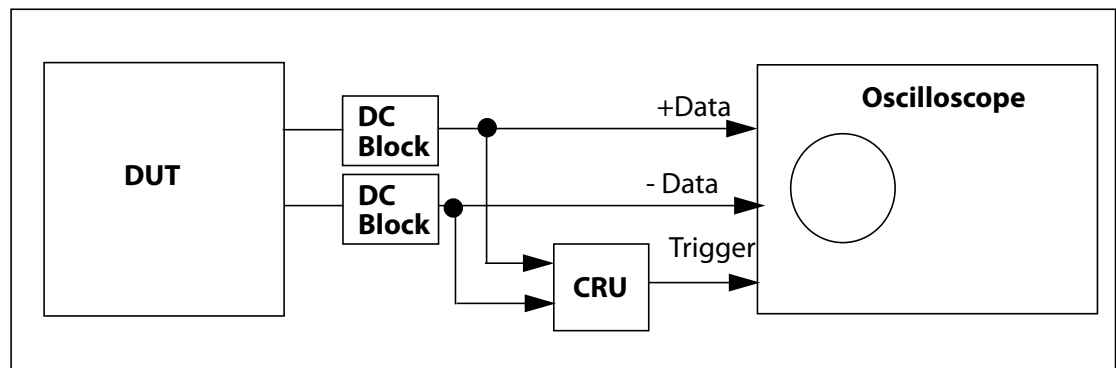 DUT
DC
Block
DC
Block
+Data
- Data
Trigger
CRU
Oscilloscope